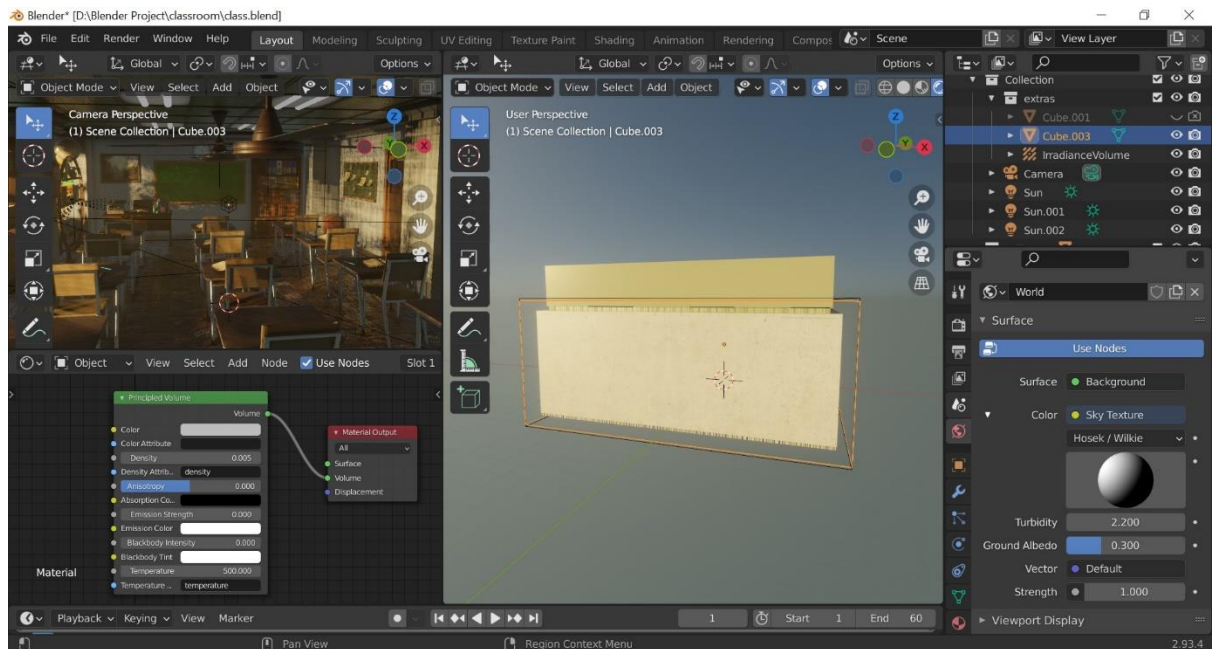 Blender* [D:\Blender Project\classroom\class.blend]
File Edit Render Window Help Layout Modeling Sculpting UV Editing Texture Paint Shading Animation Rendering Compos Scene View Layer
Global Options
Object Mode View Select Add Object
Camera Perspective
(1) Scene Collection | Cube.003
Z
Y
X
Global Options
Object Mode View Select Add Object
User Perspective
(1) Scene Collection | Cube.003
Z
Y
X
Object View Select Add Node Use Nodes Slot 1
Principled Volume
Volume
Color
Color Attribute
Density 0.005
Density Attrib.. density
Anisotropy 0.000
Absorption Co..
Emission Strength 0.000
Emission Color
Blackbody Intensity 0.000
Blackbody Tint
Temperature 500.000
Temperature .. temperature
Material Output
All
Surface
Volume
Displacement
Material
Collection
extras
Cube.001
Cube.003
IrradianceVolume
Camera
Sun
Sun.001
Sun.002
World
Surface
Use Nodes
Surface Background
Color Sky Texture
Hosek / Wilkie
Turbidity 2.200
Ground Albedo 0.300
Vector Default
Strength 1.000
Viewport Display
Playback Keying View Marker 1 Start 1 End 60
Pan View Region Context Menu 2.93.4